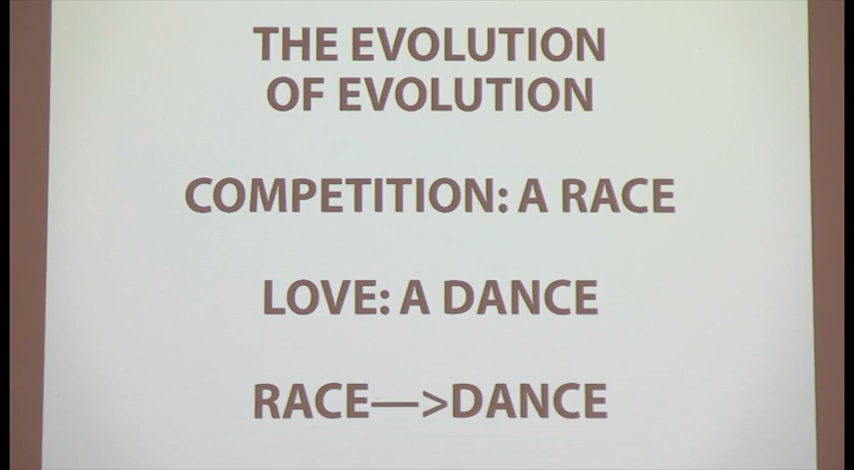 THE EVOLUTION
OF EVOLUTION
COMPETITION: A RACE
LOVE: A DANCE
RACE—>DANCE